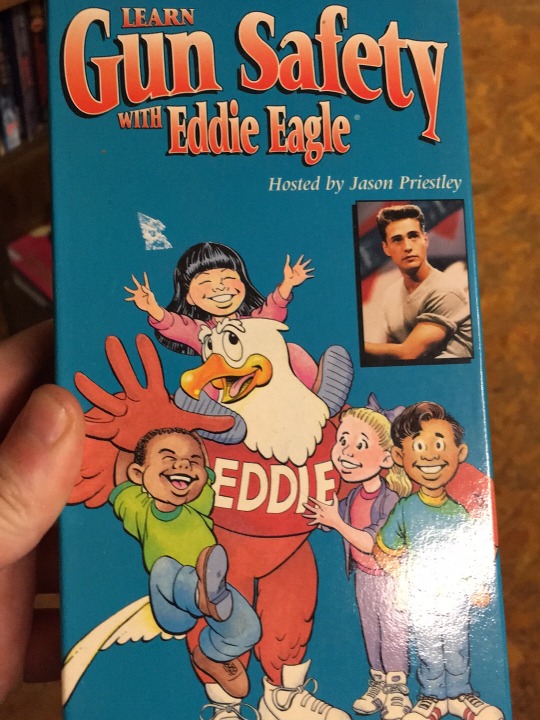 LEARN
Gun Safety
WITH Eddie Eagle®
Hosted by Jason Priestley
EDDIE